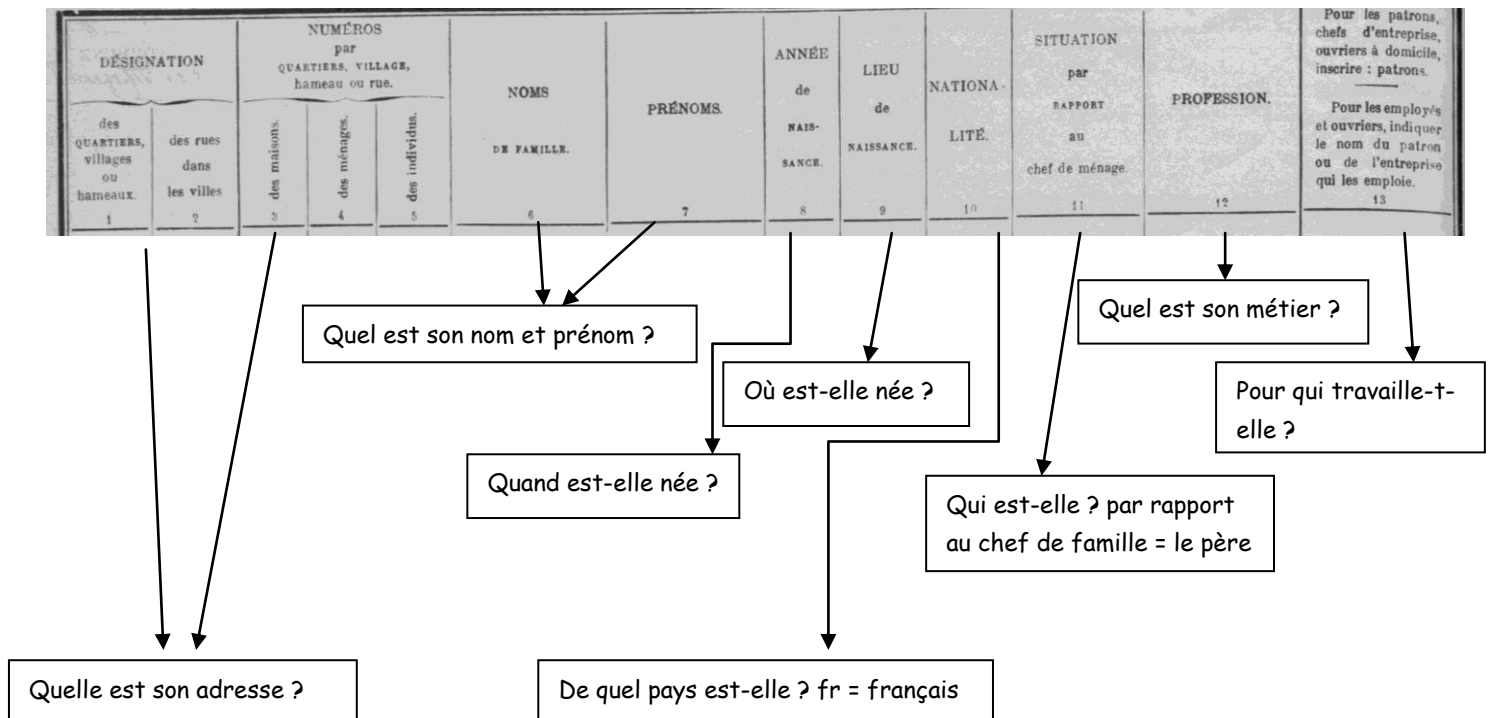 DÉSIGNATION
des
QUARTIERS,
villages
ou
hameaux.
1
des rues
dans
les villes
2
NUMÉROS
par
QUARTIERS, VILLAGE,
hameau ou rue.
des maisons.
3
des ménages.
4
des individus.
5
NOMS
DE FAMILLE.
6
PRÉNOMS.
7
ANNÉE
de
NAIS-
SANCE.
8
LIEU
de
NAISSANCE.
9
NATIONA-
LITÉ.
10
SITUATION
par
RAPPORT
au
chef de ménage.
11
PROFESSION.
12
Pour les patrons,
chefs d'entreprise,
ouvriers à domicile,
inscrire : patrons.
Pour les employés
et ouvriers, indiquer
le nom du patron
ou de l'entreprise
qui les emploie.
13
Quel est son nom et prénom ?
Quel est son métier ?
Où est-elle née ?
Pour qui travaille-t-
elle ?
Quand est-elle née ?
Qui est-elle ? par rapport
au chef de famille = le père
Quelle est son adresse ?
De quel pays est-elle ? fr = français